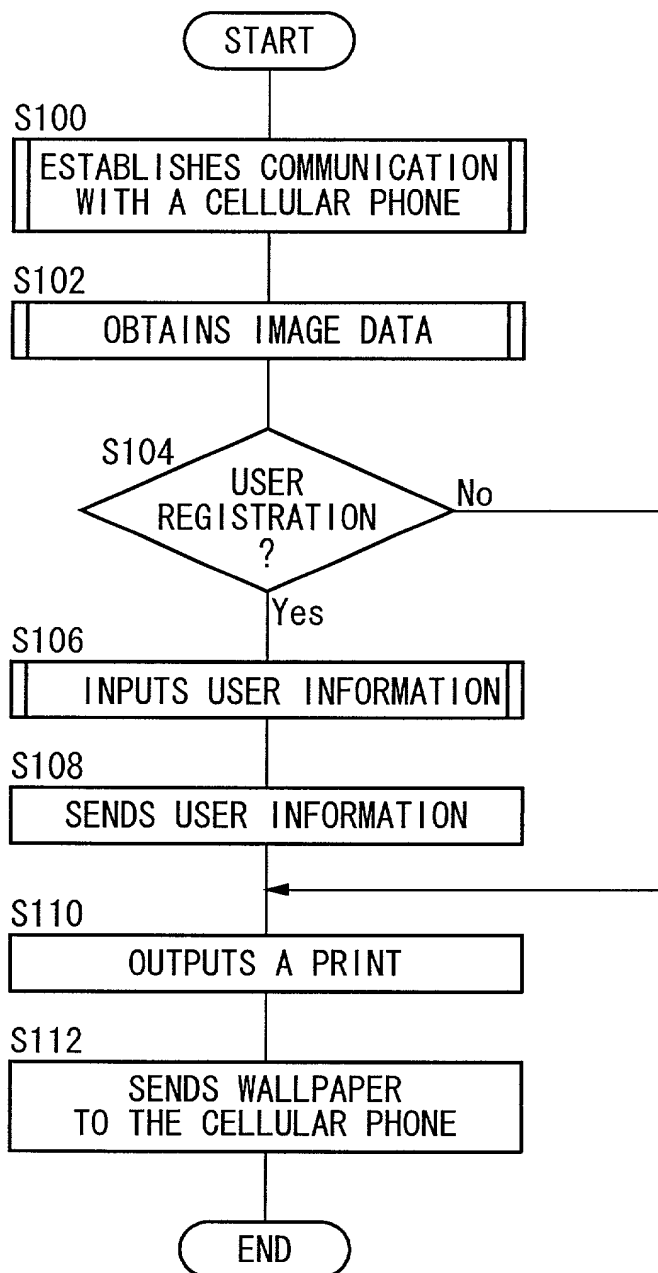 START
S100
ESTABLISHES COMMUNICATION
WITH A CELLULAR PHONE
S102
OBTAINS IMAGE DATA
S104
USER
REGISTRATION
?
No
Yes
S106
INPUTS USER INFORMATION
S108
SENDS USER INFORMATION
S110
OUTPUTS A PRINT
S112
SENDS WALLPAPER
TO THE CELLULAR PHONE
END